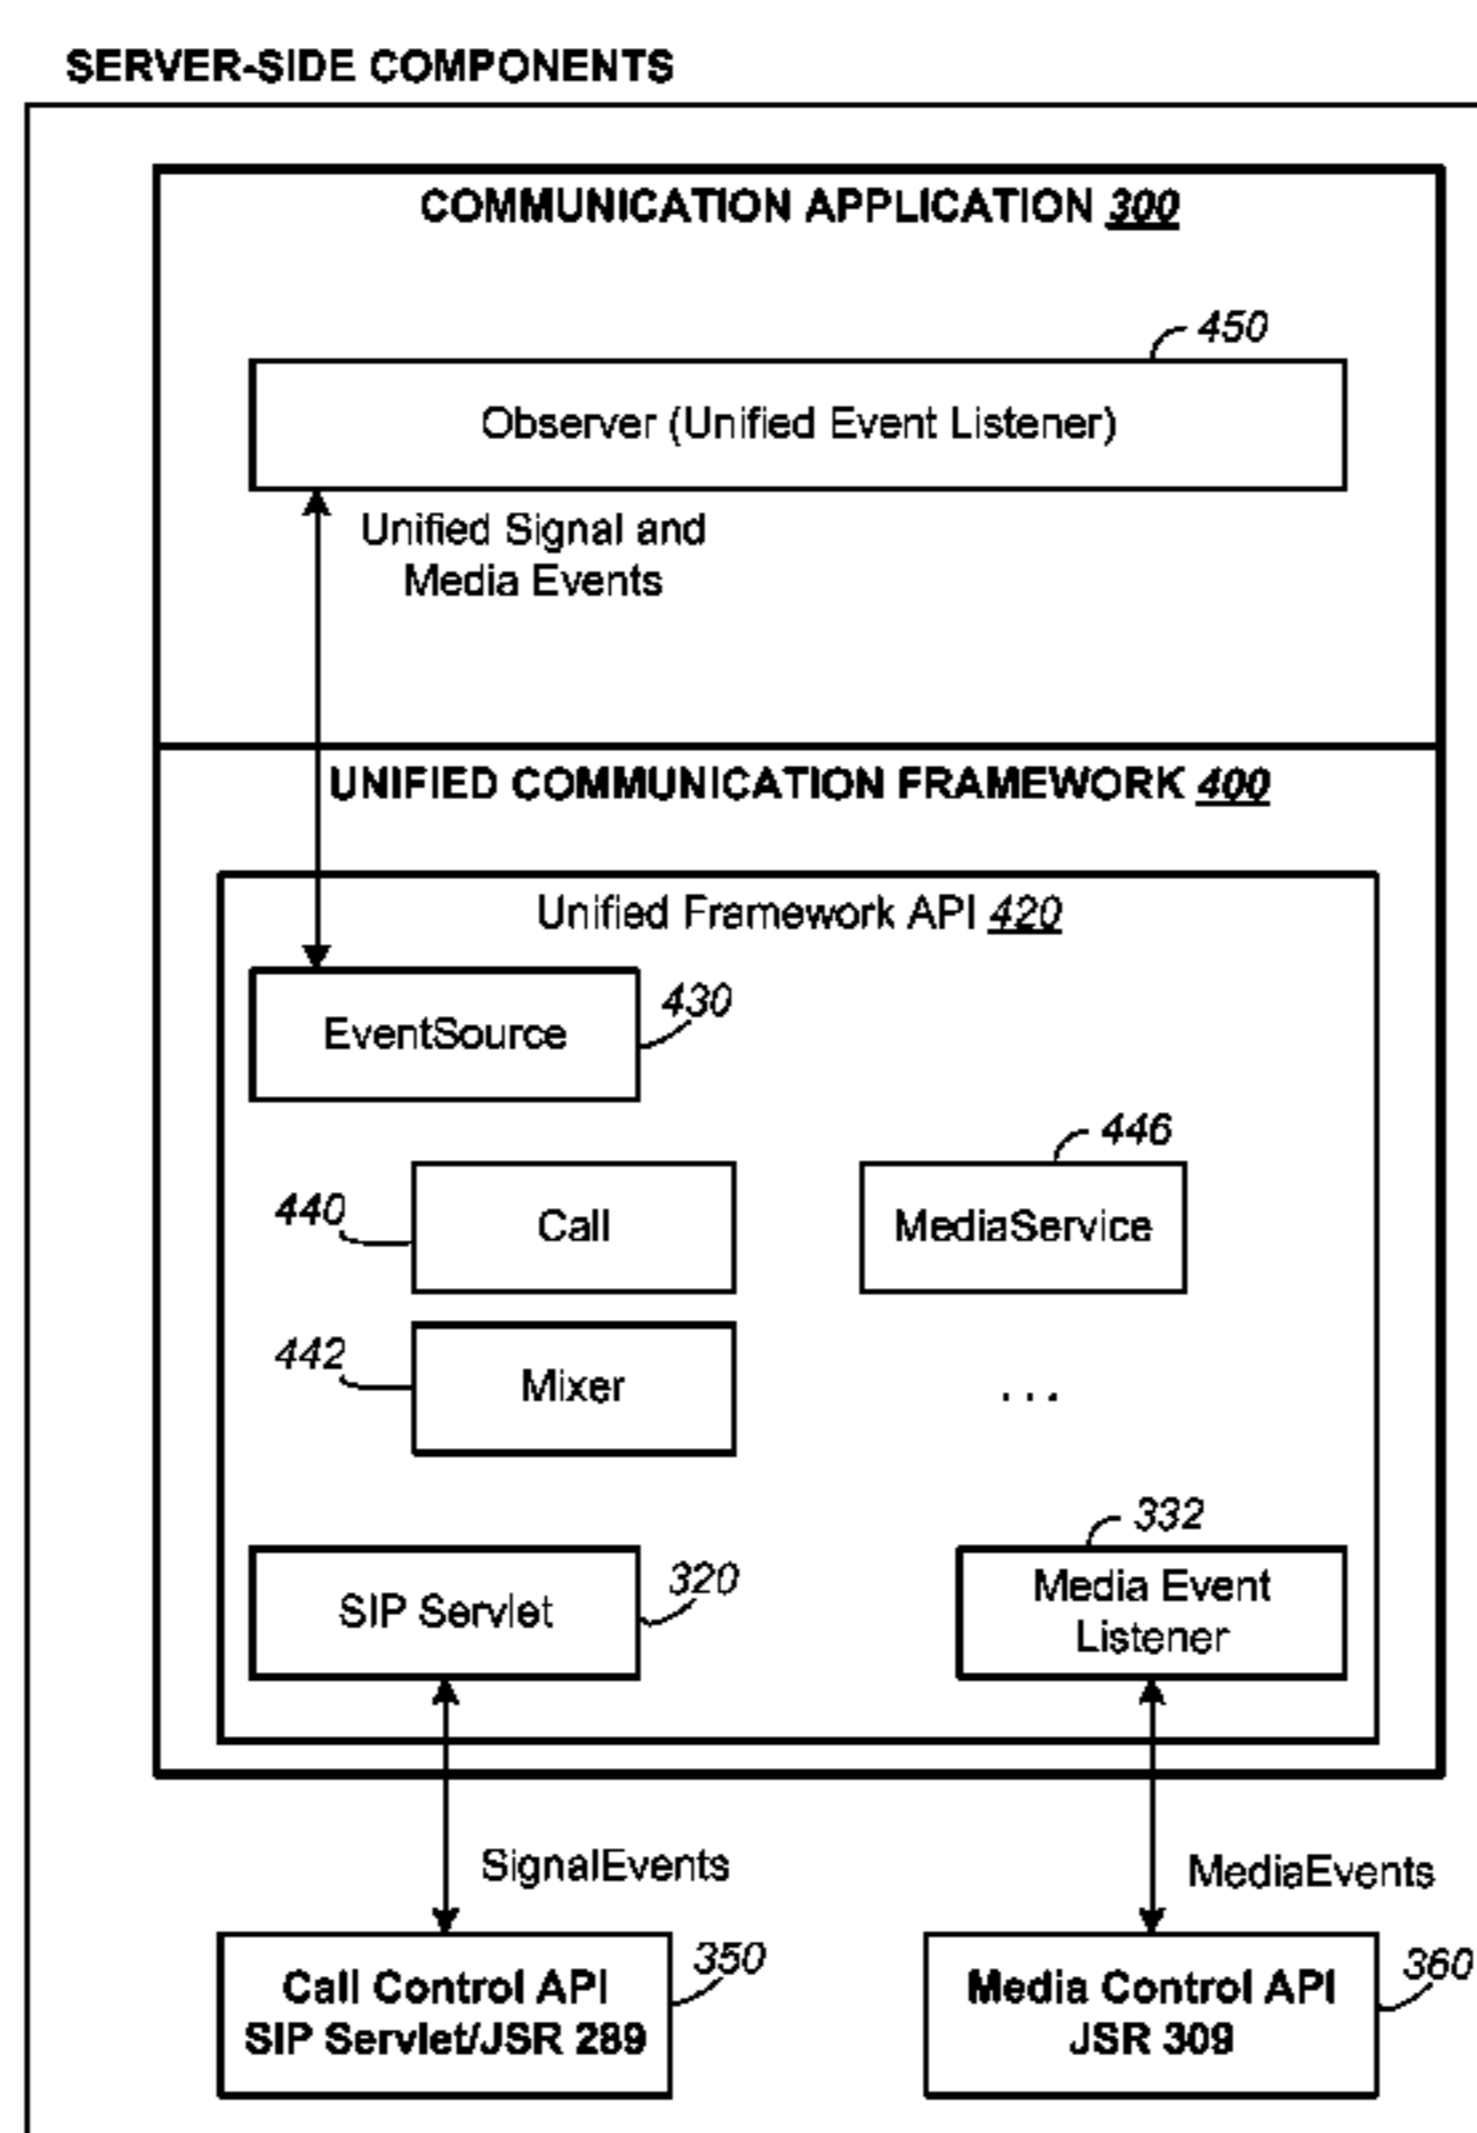 SERVER-SIDE COMPONENTS
COMMUNICATION APPLICATION 300
450
Observer (Unified Event Listener)
Unified Signal and
Media Events
UNIFIED COMMUNICATION FRAMEWORK 400
Unified Framework API 420
EventSource
430
446
440
Call
MediaService
442
Mixer
. . .
332
SIP Servlet
320
Media Event
Listener
SignalEvents
MediaEvents
Call Control API
SIP Servlet/JSR 289
350
Media Control API
JSR 309
360